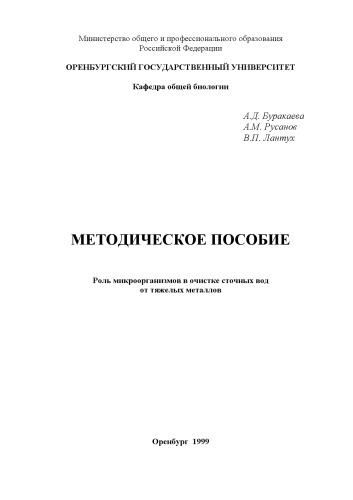 Министерство общего и профессионального образования
Российской Федерации
ОРЕНБУРГСКИЙ ГОСУДАРСТВЕННЫЙ УНИВЕРСИТЕТ
Кафедра общей биологии
А.Д. Буракаева
А.М. Русанов
В.П. Лантух
МЕТОДИЧЕСКОЕ ПОСОБИЕ
Роль микроорганизмов в очистке сточных вод
от тяжелых металлов
Оренбург 1999